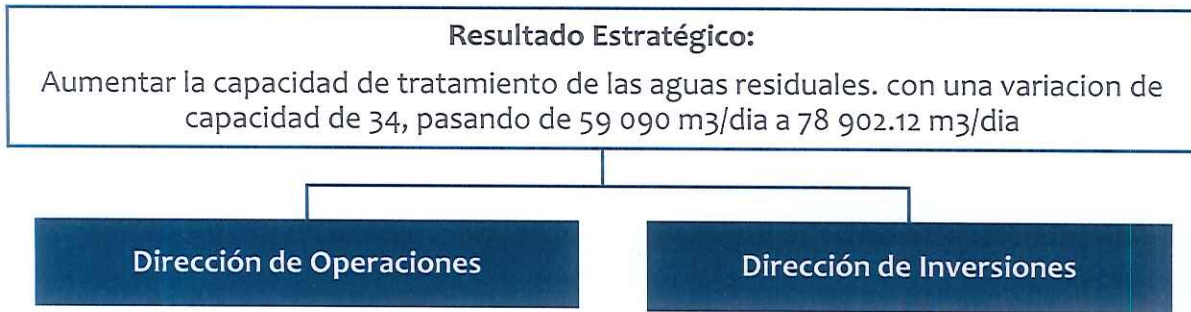 Resultado Estratégico:
Aumentar la capacidad de tratamiento de las aguas residuales. con una variacion de
capacidad de 34, pasando de 59 090 m3/dia a 78 902.12 m3/dia
Dirección de Operaciones
Dirección de Inversiones